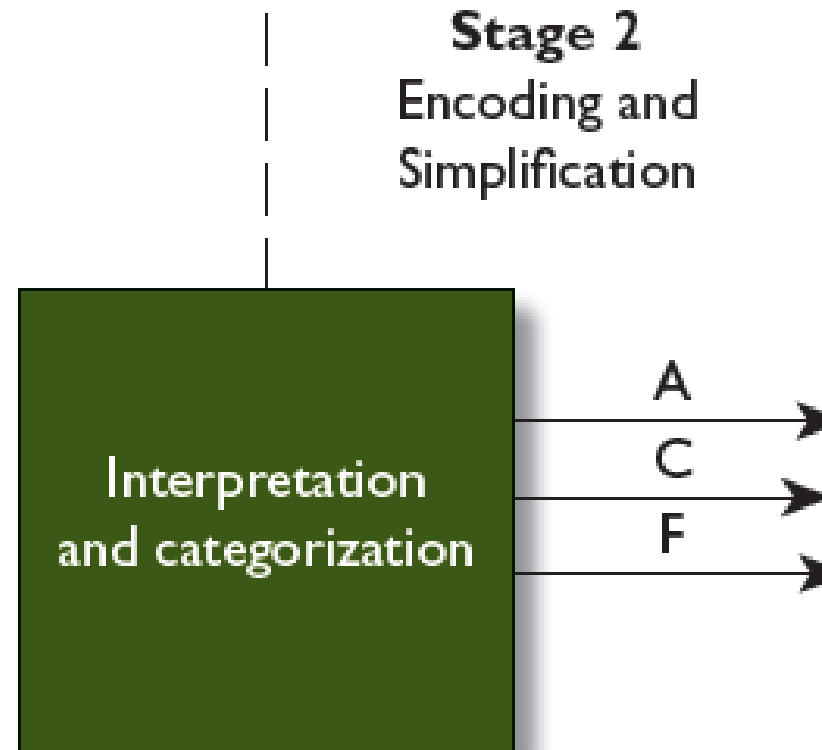 Stage 2
Encoding and
Simplification
A
C
F
Interpretation
and categorization